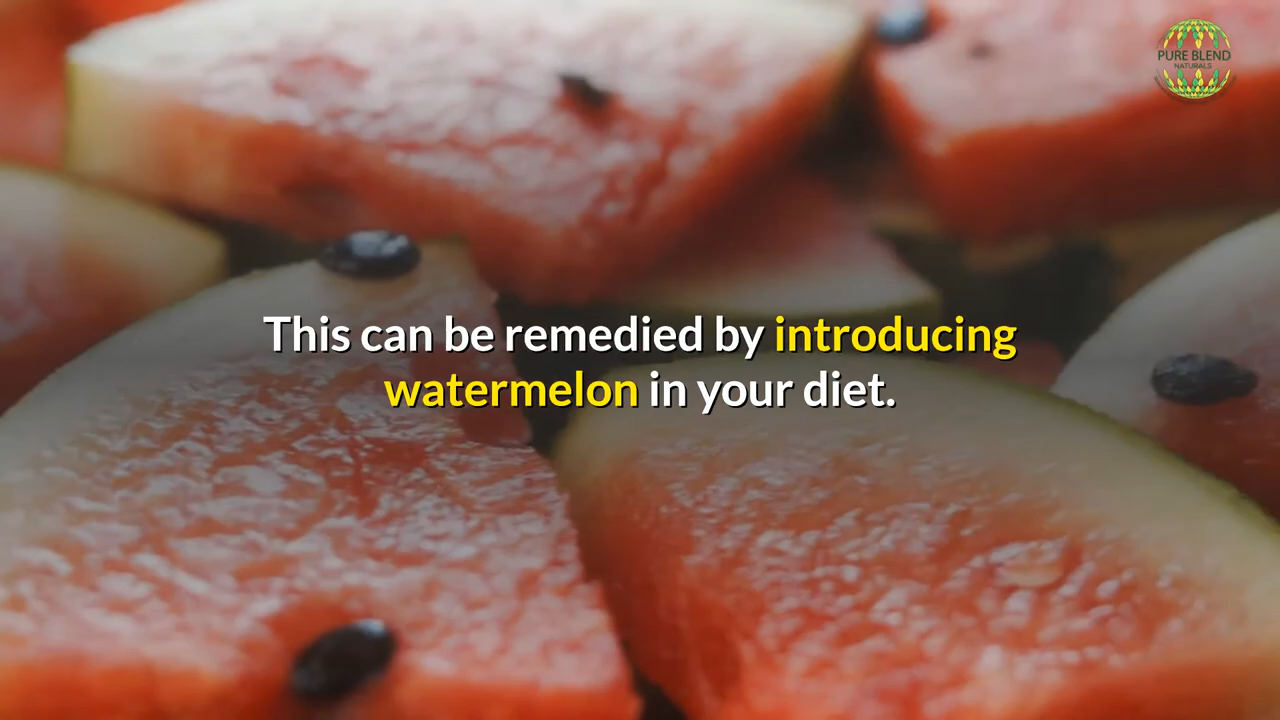 PURE BLEND
NATURALS
This can be remedied by introducing
watermelon in your diet.